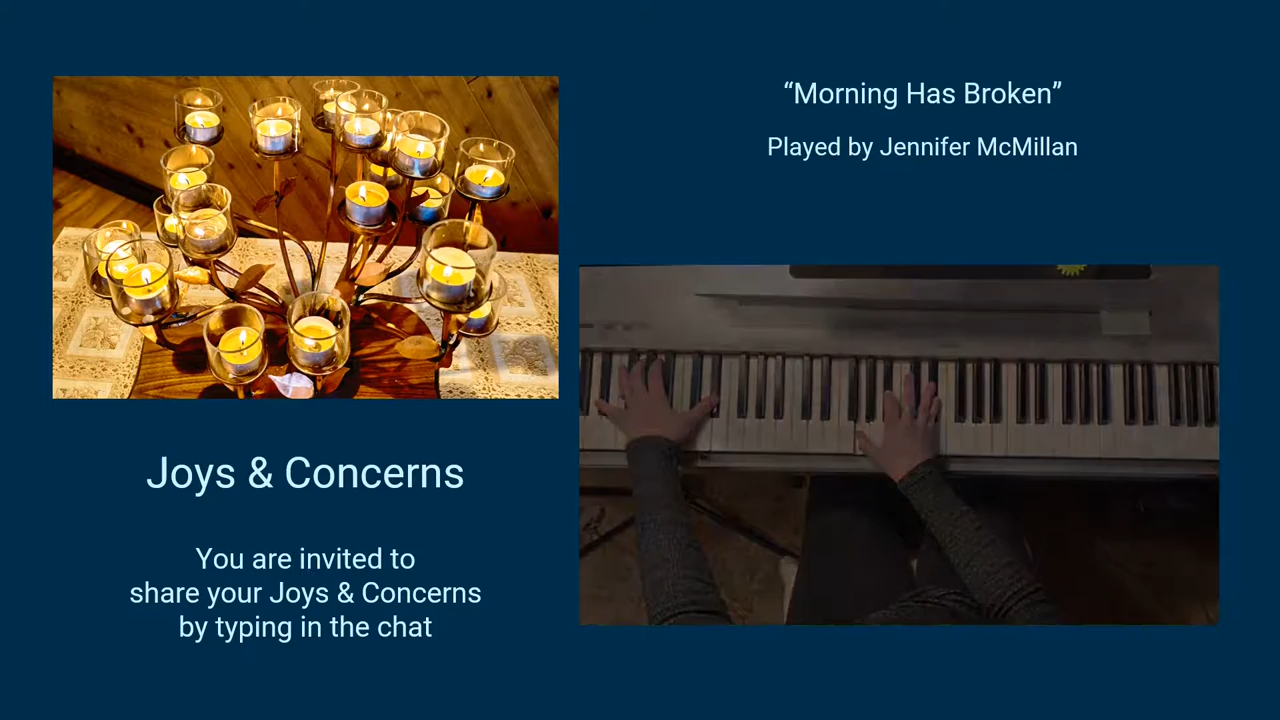 “Morning Has Broken”
Played by Jennifer McMillan
Joys & Concerns
You are invited to
share your Joys & Concerns
by typing in the chat